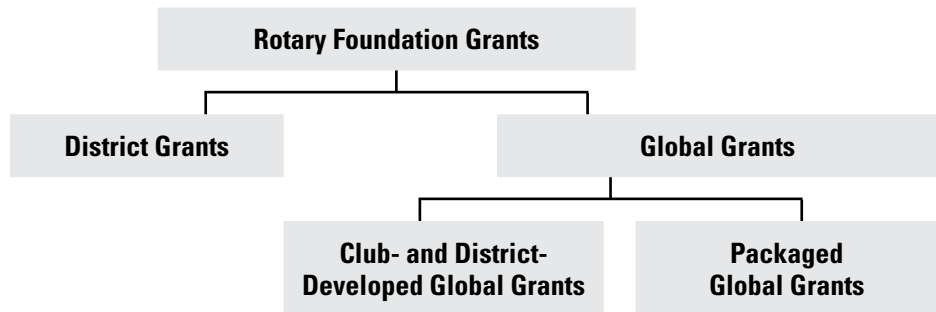 Rotary Foundation Grants
District Grants
Global Grants
Club- and District-
Developed Global Grants
Packaged
Global Grants